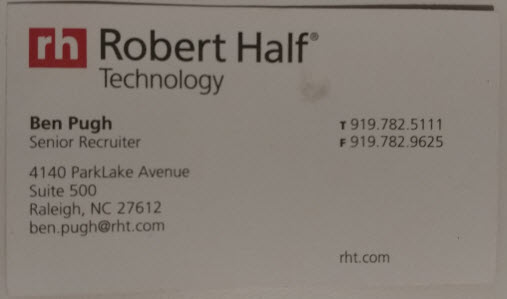 rh Robert Half®
Technology
Ben Pugh
Senior Recruiter
T 919.782.5111
F 919.782.9625
4140 ParkLake Avenue
Suite 500
Raleigh, NC 27612
ben.pugh@rht.com
rht.com